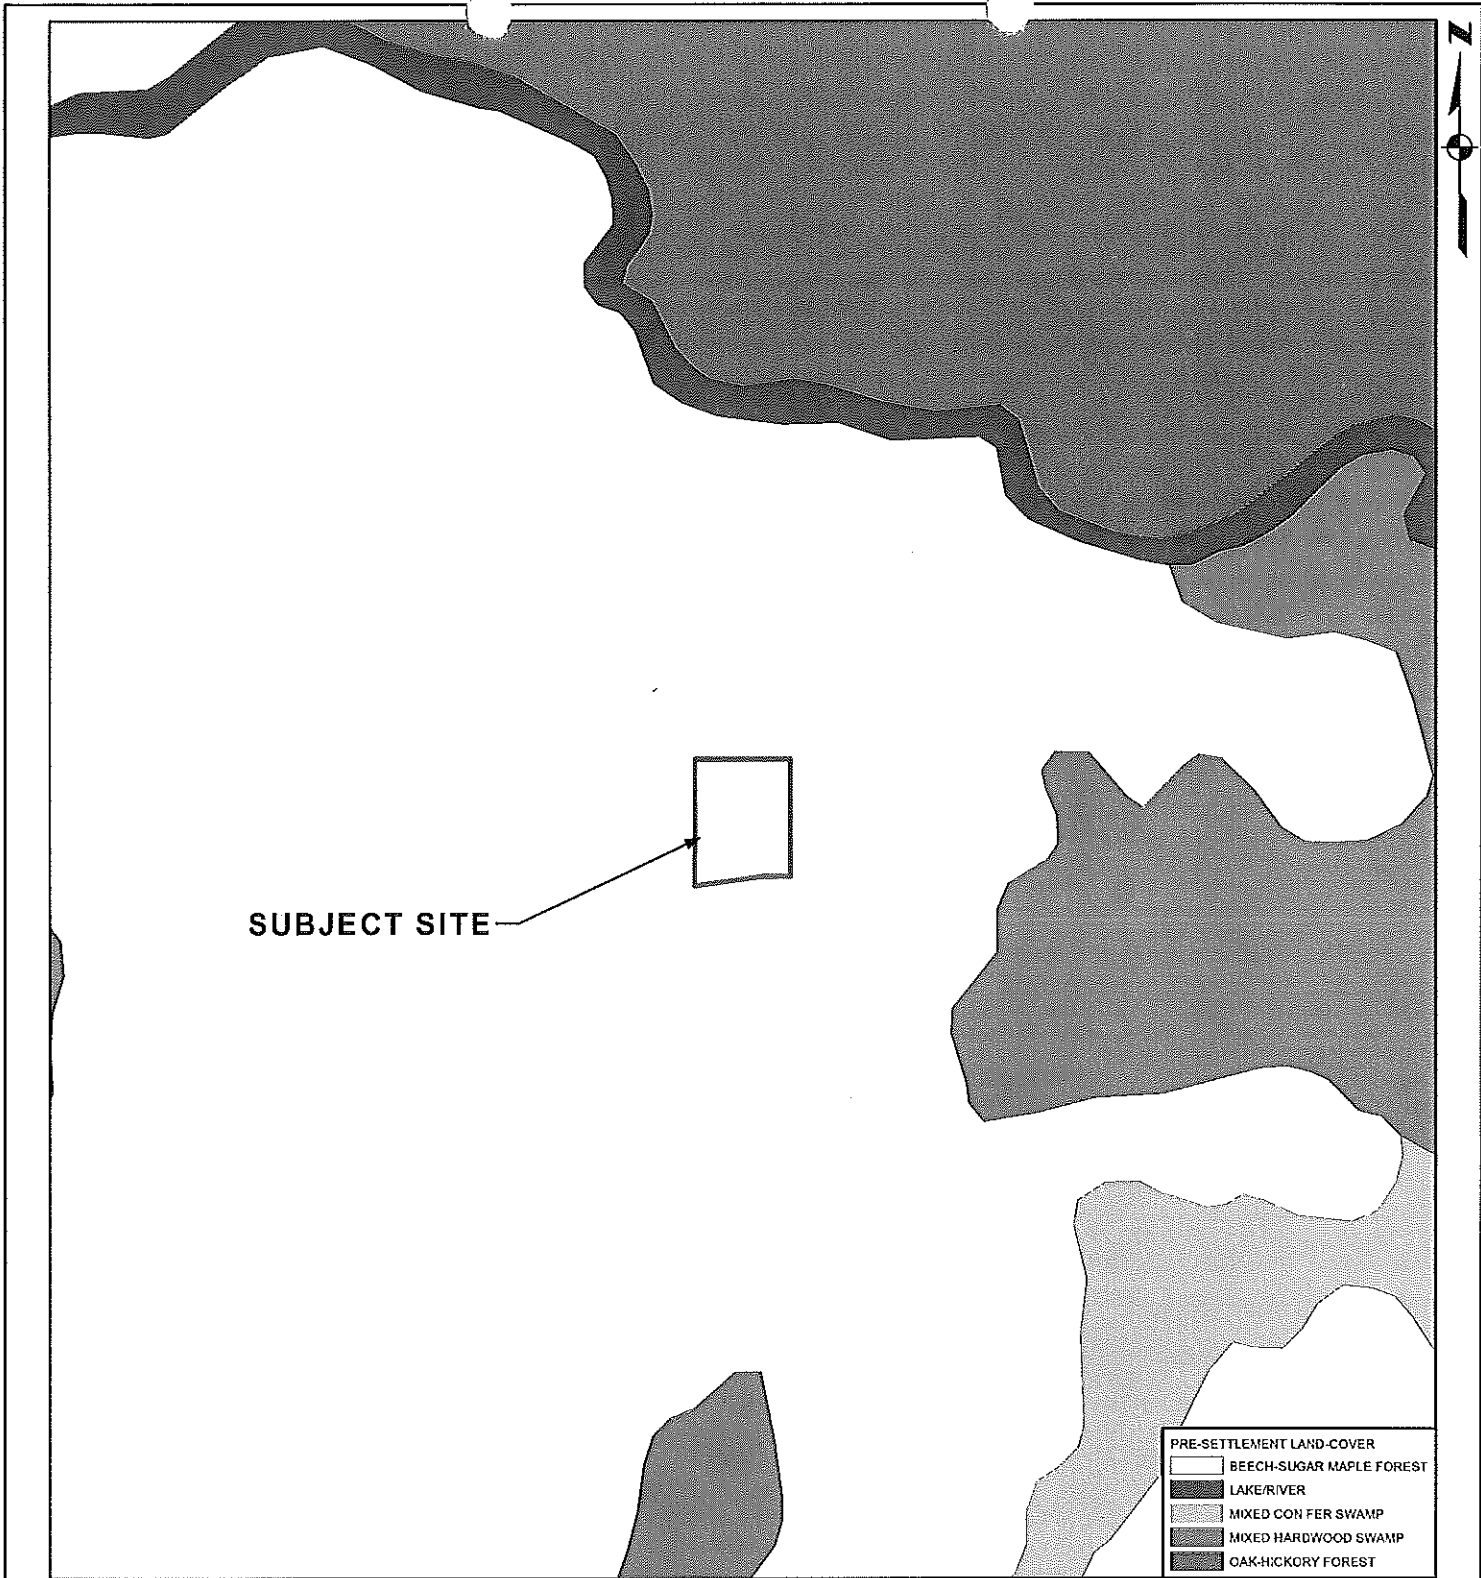 N
SUBJECT SITE
PRE-SETTLEMENT LAND-COVER
BEECH-SUGAR MAPLE FOREST
LAKE/RIVER
MIXED CON FER SWAMP
MIXED HARDWOOD SWAMP
OAK-HICKORY FOREST